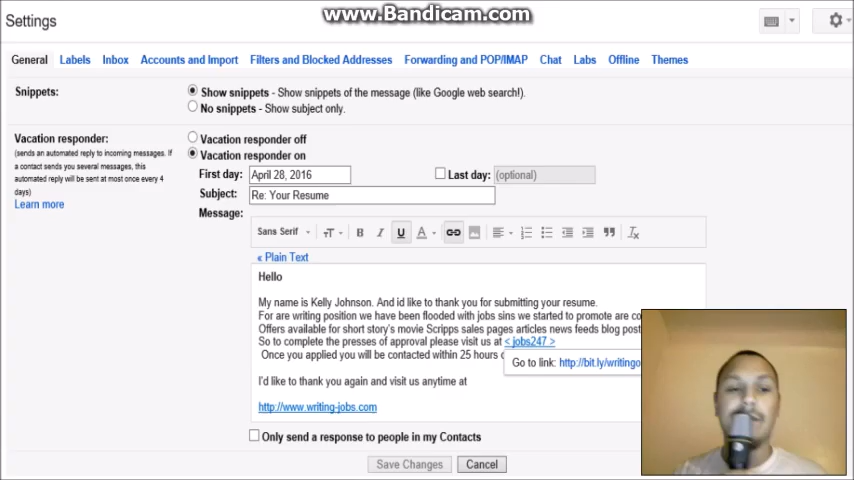 www.Bandicam.com
Settings
General Labels Inbox Accounts and Import Filters and Blocked Addresses Forwarding and POP/IMAP Chat Labs Offline Themes
Snippets:
Show snippets - Show snippets of the message (like Google web search!).
No snippets - Show subject only.
Vacation responder:
(sends an automated reply to incoming messages. If
a contact sends you several messages, this
automated reply will be sent at most once every 4
days)
Learn more
Vacation responder off
Vacation responder on
First day: April 28, 2016 Last day: (optional)
Subject: Re: Your Resume
Message:
Sans Serif
« Plain Text
Hello
My name is Kelly Johnson. And id like to thank you for submitting your resume.
For are writing position we have been flooded with jobs sins we started to promote are
Offers available for short story's movie Scripps sales pages articles news feeds blog post
So to complete the presses of approval please visit us at < jobs247 >
Once you applied you will be contacted within 25 hours
Go to link: http://bit.ly/writingo
I'd like to thank you again and visit us anytime at
http://www.writing-jobs.com
Only send a response to people in my Contacts
Save Changes Cancel